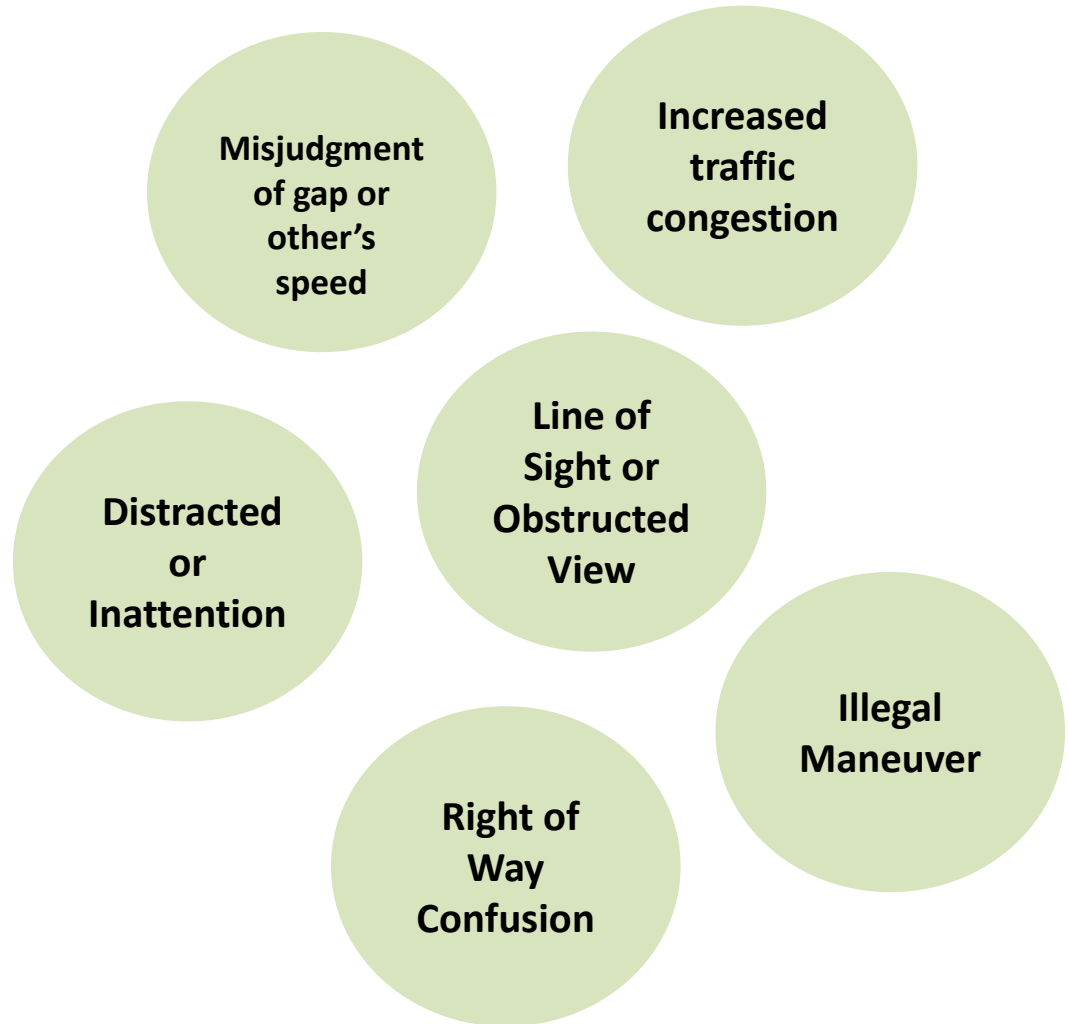 Misjudgment
of gap or
other’s
speed
Increased
traffic
congestion
Line of
Sight or
Obstructed
View
Distracted
or
Inattention
Illegal
Maneuver
Right of
Way
Confusion